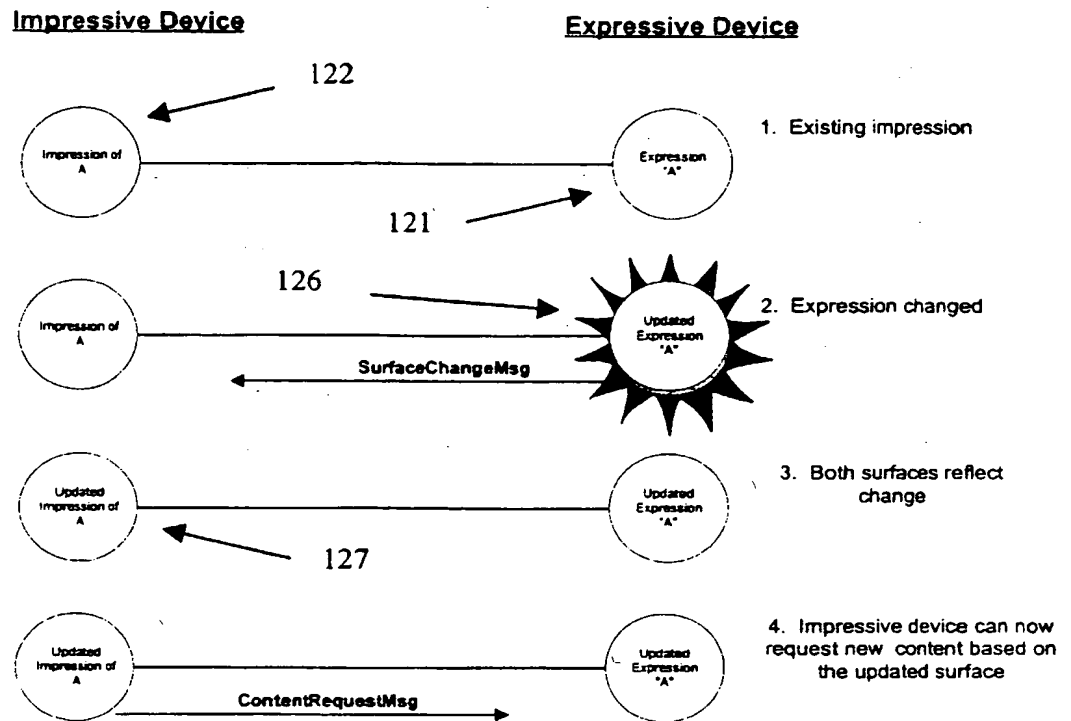 Impressive Device
Expressive Device
122
Impression of
A
Expression
"A"
1. Existing impression
121
126
Impression of
A
Updated
Expression
"A"
2. Expression changed
SurfaceChangeMsg
Updated
Impression of
A
Updated
Expression
"A"
3. Both surfaces reflect
change
127
Updated
Impression of
A
Updated
Expression
"A"
4. Impressive device can now
request new content based on
the updated surface
ContentRequestMsg